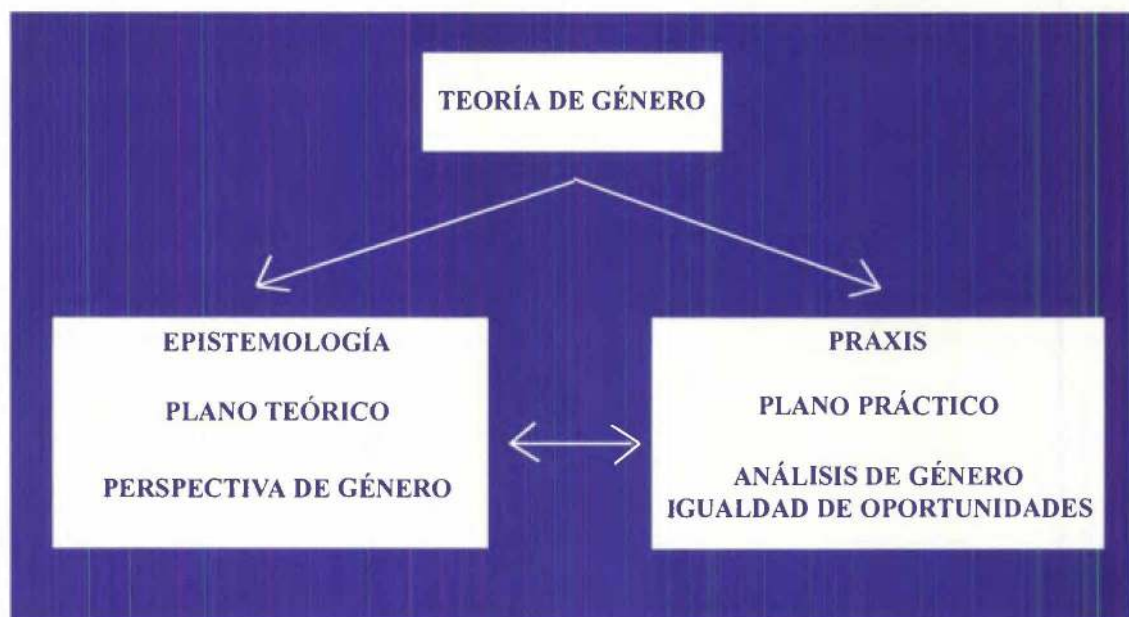 TEORÍA DE GÉNERO
EPISTEMOLOGÍA
PLANO TEÓRICO
PERSPECTIVA DE GÉNERO
PRAXIS
PLANO PRÁCTICO
ANÁLISIS DE GÉNERO
IGUALDAD DE OPORTUNIDADES